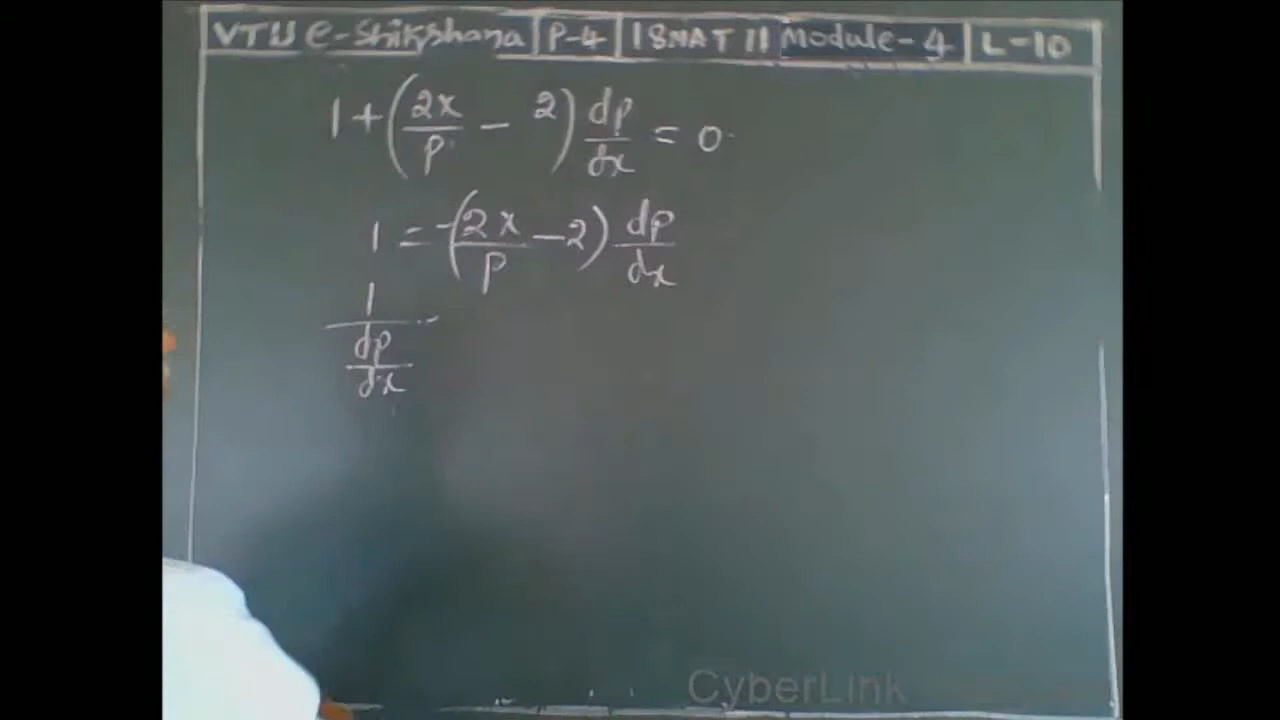 VTU e-Shikshana P-4 18MAT11 Module-4 L-10
1 + (2x/p - 2) dp/dx = 0
1 = -(2x/p - 2) dp/dx
1/(dp/dx)
CyberLink